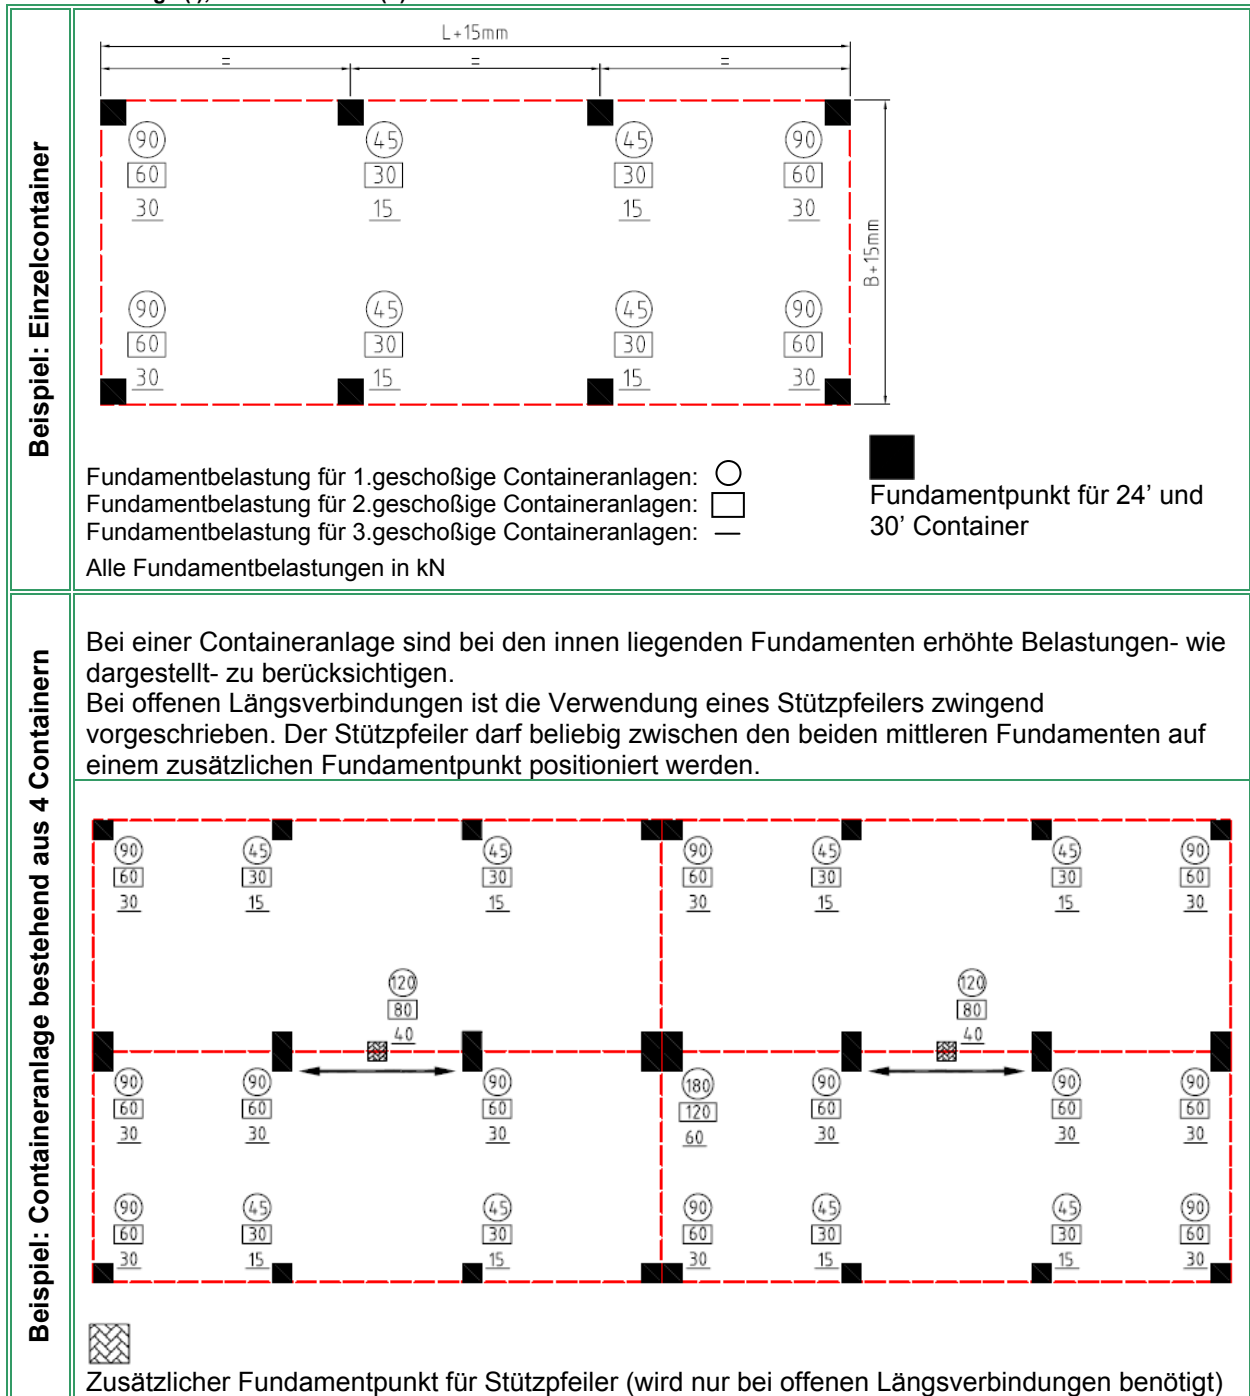 L+15mm
= = =
90 45 45 90
60 30 30 60
30 15 15 30
B+15mm
90 45 45 90
60 30 30 60
30 15 15 30
Beispiel: Einzelcontainer
Fundamentbelastung für 1.geschoßige Containeranlagen:
Fundamentbelastung für 2.geschoßige Containeranlagen:
Fundamentbelastung für 3.geschoßige Containeranlagen:
Alle Fundamentbelastungen in kN
Fundamentpunkt für 24’ und
30’ Container
Beispiel: Containeranlage bestehend aus 4 Containern
Bei einer Containeranlage sind bei den innen liegenden Fundamenten erhöhte Belastungen- wie
dargestellt- zu berücksichtigen.
Bei offenen Längsverbindungen ist die Verwendung eines Stützpfeilers zwingend
vorgeschrieben. Der Stützpfeiler darf beliebig zwischen den beiden mittleren Fundamenten auf
einem zusätzlichen Fundamentpunkt positioniert werden.
90 45 45 90 45 45 90
60 30 30 60 30 30 60
30 15 15 30 15 15 30
120 120
80 80
40 40
90 90 90 180 90 90 90
60 60 60 120 60 60 60
30 30 30 60 30 30 30
90 45 45 90 45 45 90
60 30 30 60 30 30 60
30 15 15 30 15 15 30
Zusätzlicher Fundamentpunkt für Stützpfeiler (wird nur bei offenen Längsverbindungen benötigt)